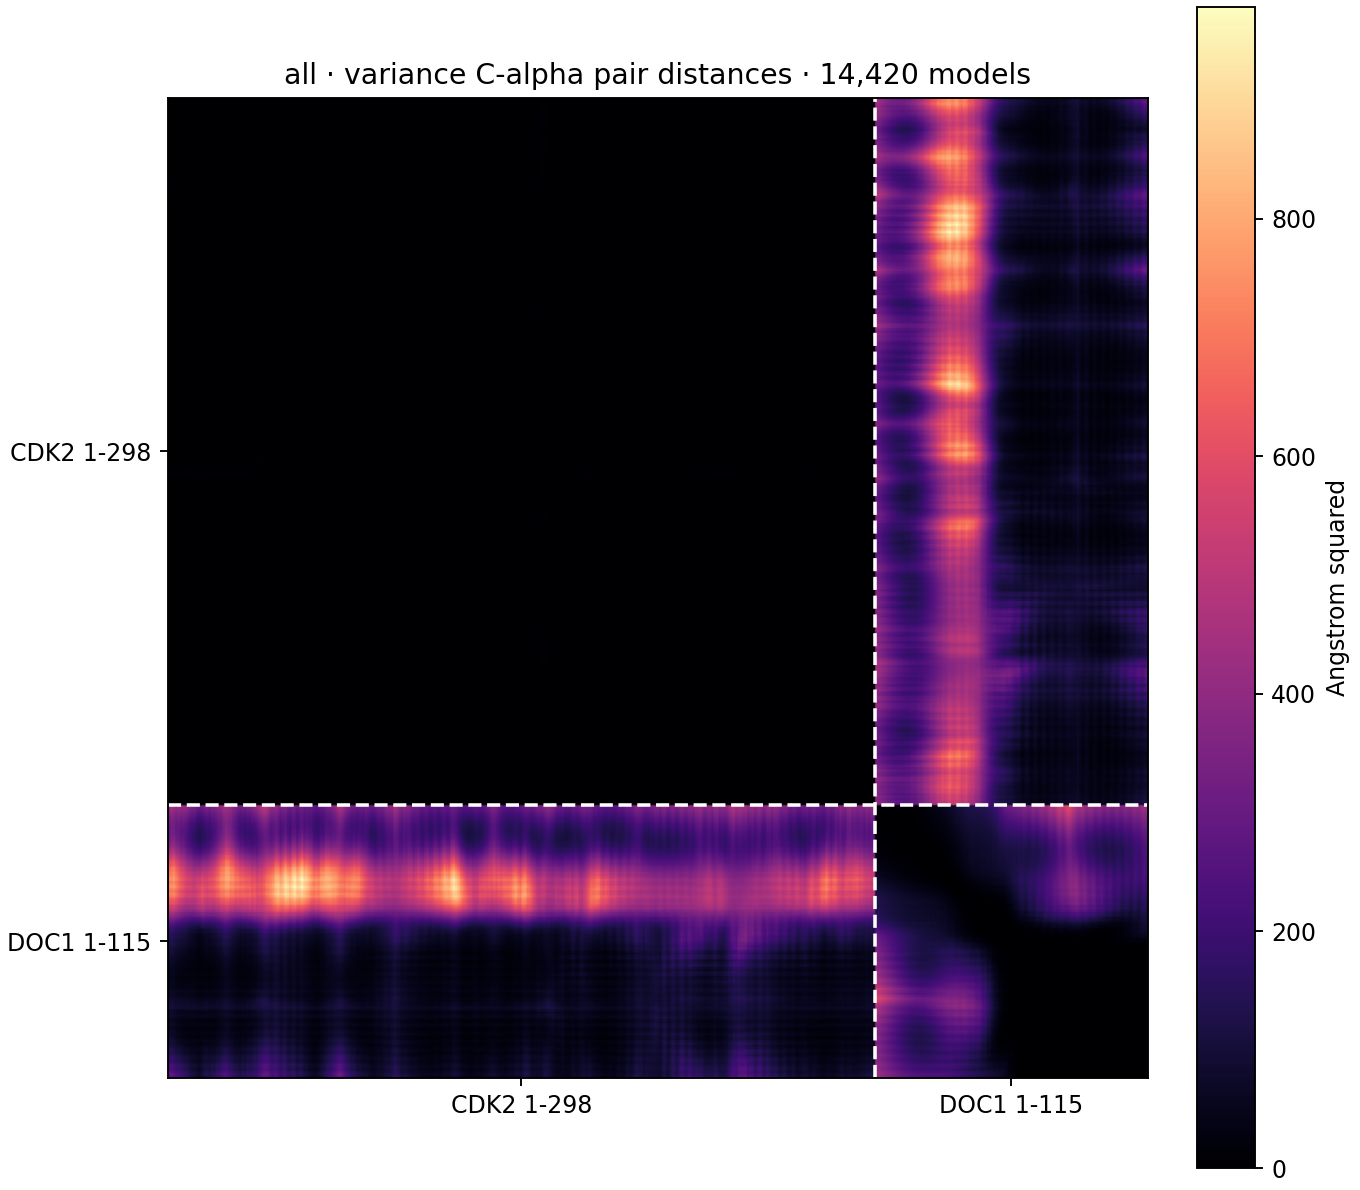 all · variance C-alpha pair distances · 14,420 models
CDK2 1-298
DOC1 1-115
CDK2 1-298
DOC1 1-115
800
600
400
200
0
Angstrom squared